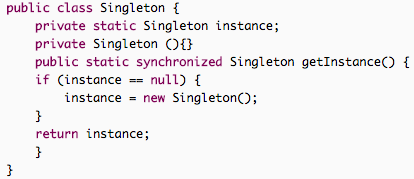 public class Singleton {
    private static Singleton instance;
    private Singleton (){}
    public static synchronized Singleton getInstance() {
    if (instance == null) {
        instance = new Singleton();
    }
    return instance;
    }
}